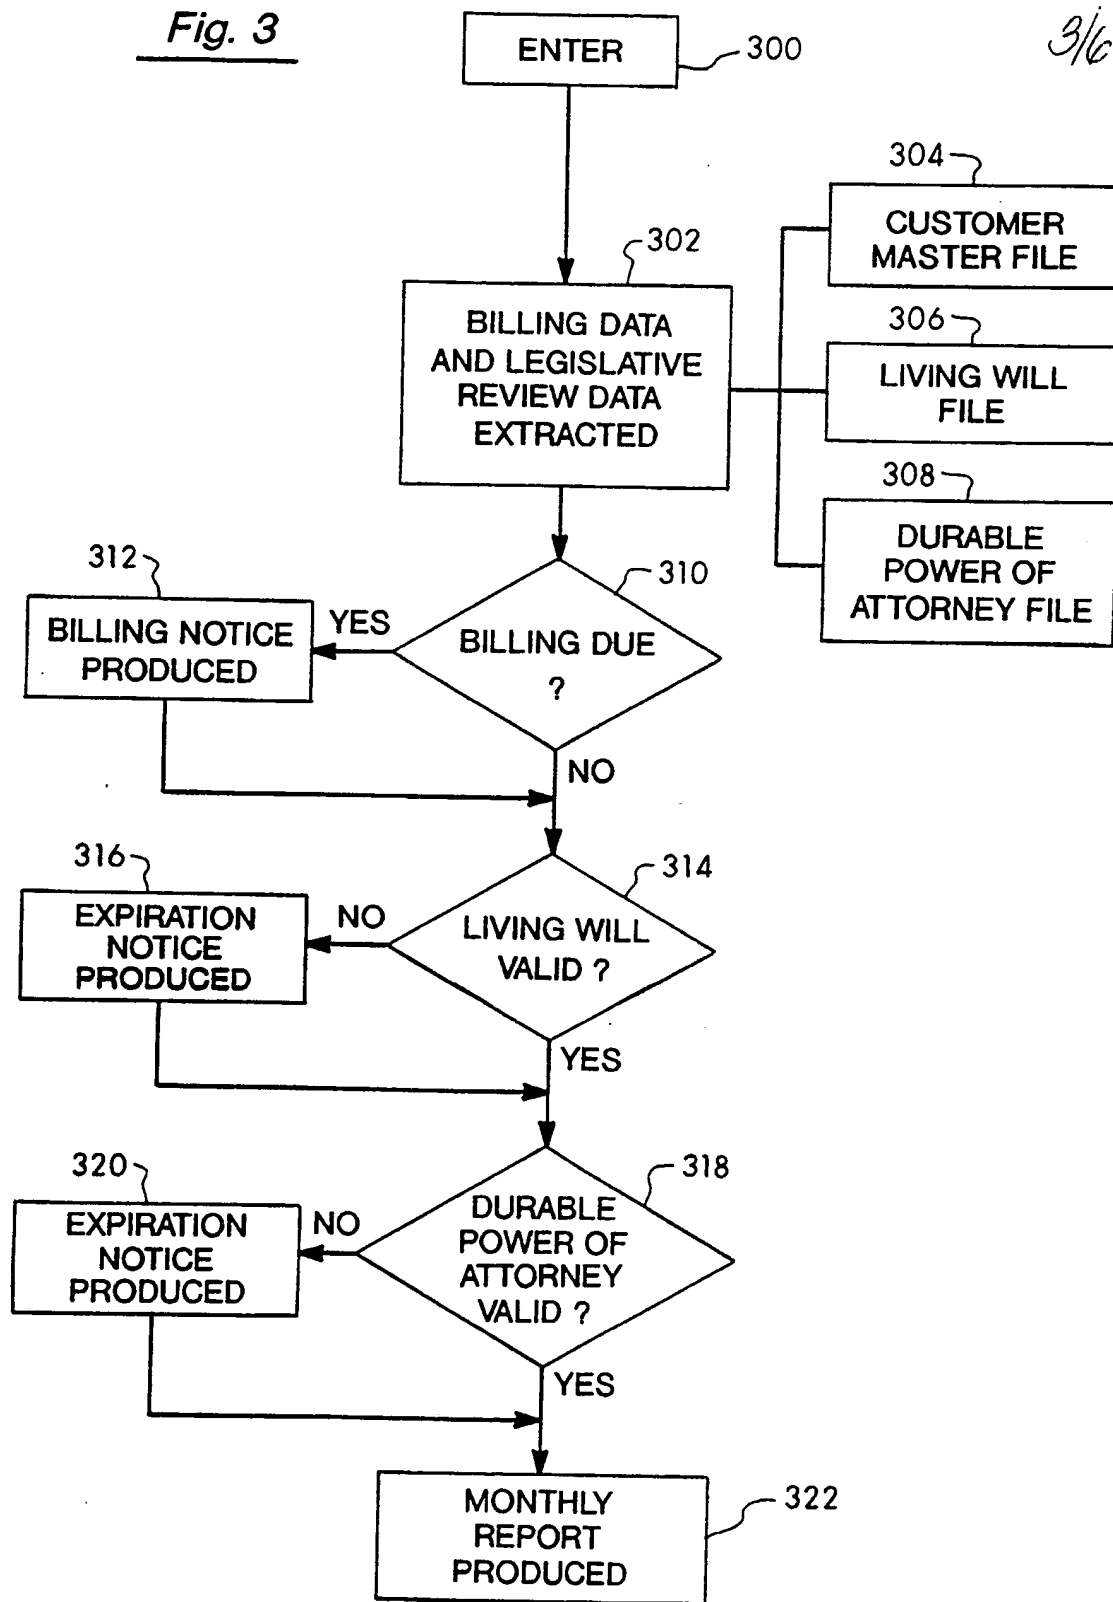 Fig. 3
3/6
ENTER
300
304
CUSTOMER
MASTER FILE
302
BILLING DATA
AND LEGISLATIVE
REVIEW DATA
EXTRACTED
306
LIVING WILL
FILE
308
DURABLE
POWER OF
ATTORNEY FILE
312
BILLING NOTICE
PRODUCED
YES
310
BILLING DUE
?
NO
316
EXPIRATION
NOTICE
PRODUCED
NO
314
LIVING WILL
VALID ?
YES
320
EXPIRATION
NOTICE
PRODUCED
NO
318
DURABLE
POWER OF
ATTORNEY
VALID ?
YES
MONTHLY
REPORT
PRODUCED
322